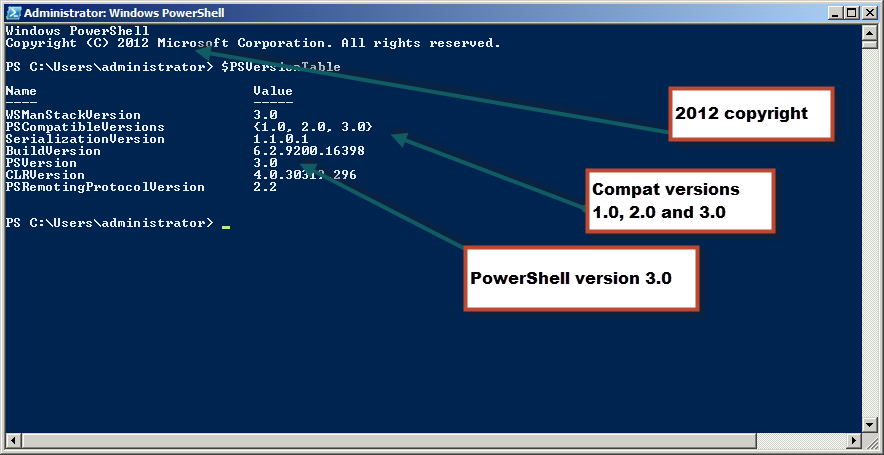 Administrator: Windows PowerShell
Windows PowerShell
Copyright (C) 2012 Microsoft Corporation. All rights reserved.
PS C:\Users\administrator> $PSVersionTable
Name Value
---- -----
WSManStackVersion 3.0
PSCompatibleVersions {1.0, 2.0, 3.0}
SerializationVersion 1.1.0.1
BuildVersion 6.2.9200.16398
PSVersion 3.0
CLRVersion 4.0.30319.296
PSRemotingProtocolVersion 2.2
PS C:\Users\administrator>
2012 copyright
Compat versions
1.0, 2.0 and 3.0
PowerShell version 3.0